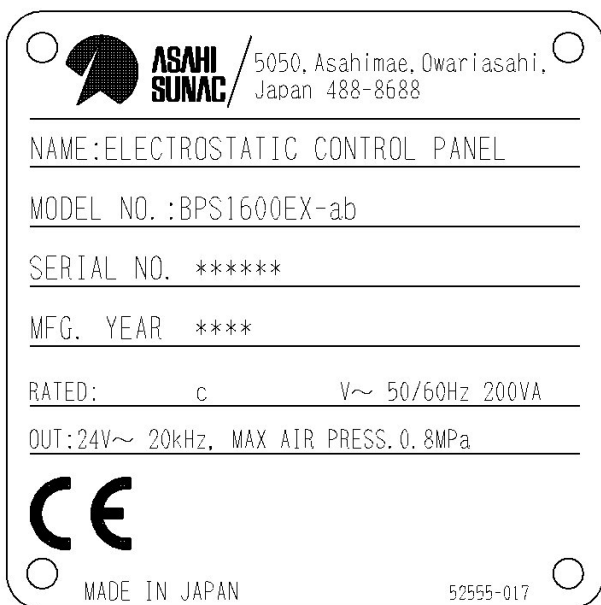 ASAHI
SUNAC
5050, Asahimae, Owariasahi,
Japan 488-8688
NAME:ELECTROSTATIC CONTROL PANEL
MODEL NO.:BPS1600EX-ab
SERIAL NO. ******
MFG. YEAR ****
RATED: c V~ 50/60Hz 200VA
OUT:24V~ 20kHz, MAX AIR PRESS.0.8MPa
CE
MADE IN JAPAN 52555-017